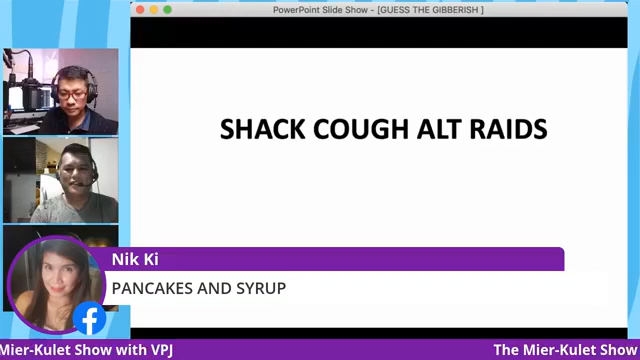 PowerPoint Slide Show - [GUESS THE GIBBERISH ]
SHACK COUGH ALT RAIDS
Nik Ki
PANCAKES AND SYRUP
Mier-Kulet Show with VPJ
The Mier-Kulet Show